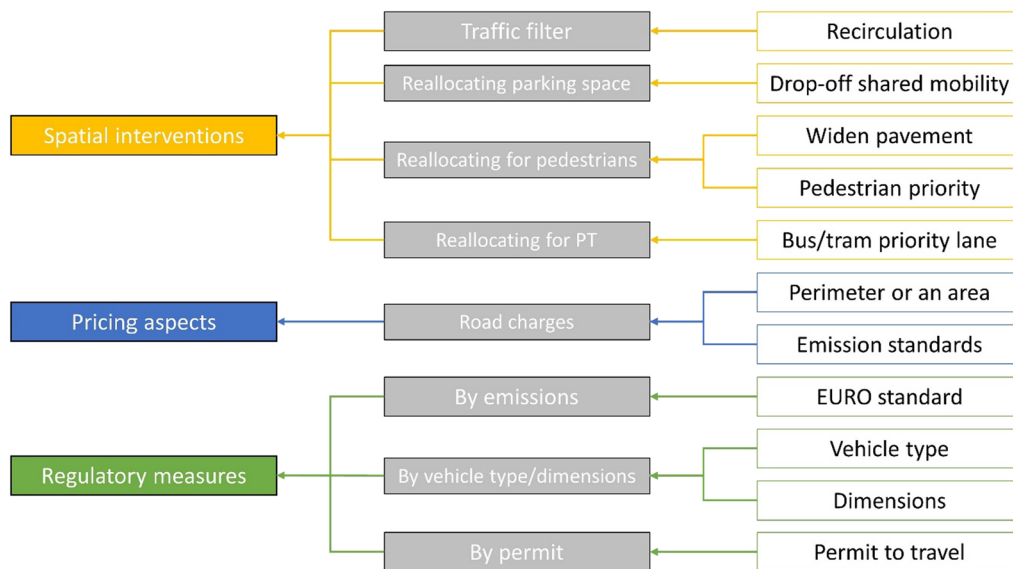 Traffic filter
Recirculation
Reallocating parking space
Drop-off shared mobility
Spatial interventions
Widen pavement
Reallocating for pedestrians
Pedestrian priority
Reallocating for PT
Bus/tram priority lane
Perimeter or an area
Pricing aspects
Road charges
Emission standards
By emissions
EURO standard
Vehicle type
Regulatory measures
By vehicle type/dimensions
Dimensions
By permit
Permit to travel